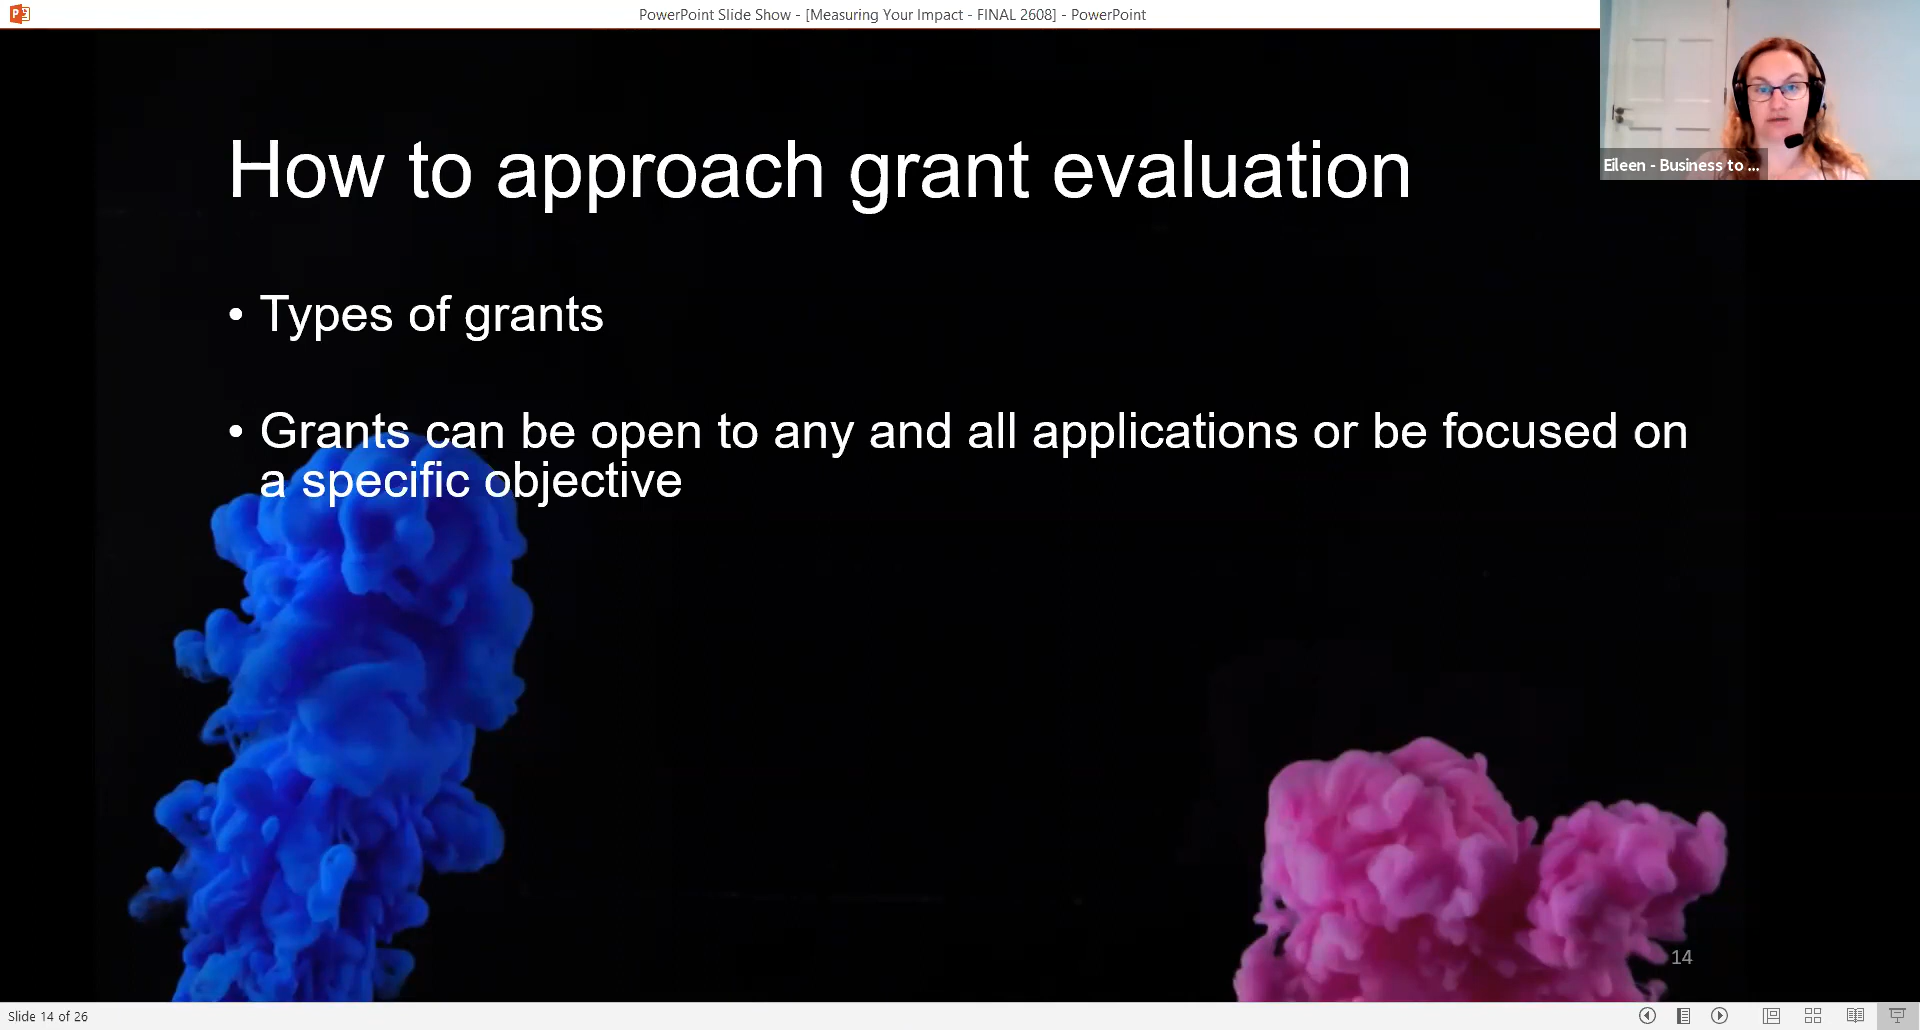 PowerPoint Slide Show - [Measuring Your Impact - FINAL 2608] - PowerPoint
Eileen - Business to ...
How to approach grant evaluation
• Types of grants
• Grants can be open to any and all applications or be focused on
a specific objective
14
Slide 14 of 26